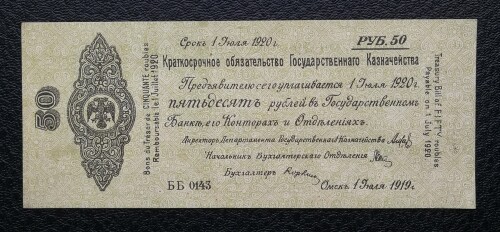 Срокъ 1 Іюля 1920 г.
РУБ. 50
Краткосрочное обязательство Государственнаго Казначейства
Предъявителю сего уплачивается 1 Іюля 1920 г.
ПЯТЬДЕСЯТЬ рублей въ Государственномъ
Банкѣ, его Конторахъ и Отдѣленіяхъ.
Директоръ Департамента Государственнаго Казначейства
Начальникъ Бухгалтерскаго Отдѣленія
Бухгалтеръ
ББ 0143
Омскъ, 1 Іюля 1919 г.
50
Bons du Trésor de CINQUANTE roubles
Remboursable le 1 Juillet 1920
Treasury Bill of FIFTY roubles
Payable on 1 July 1920